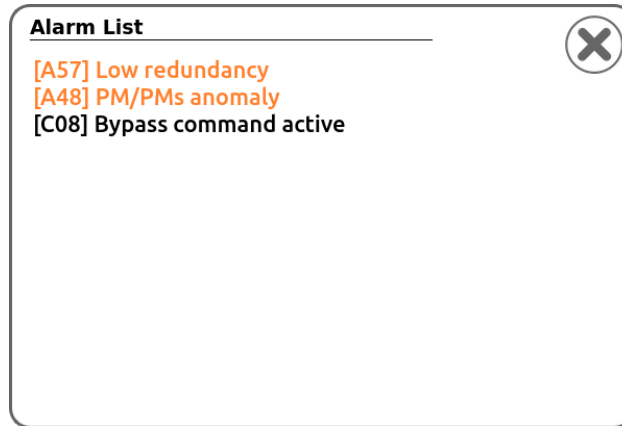 Alarm List
[A57] Low redundancy
[A48] PM/PMs anomaly
[C08] Bypass command active